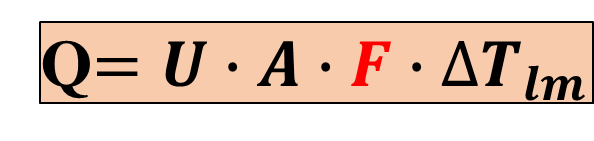 Q= U · A · F · ΔT_lm